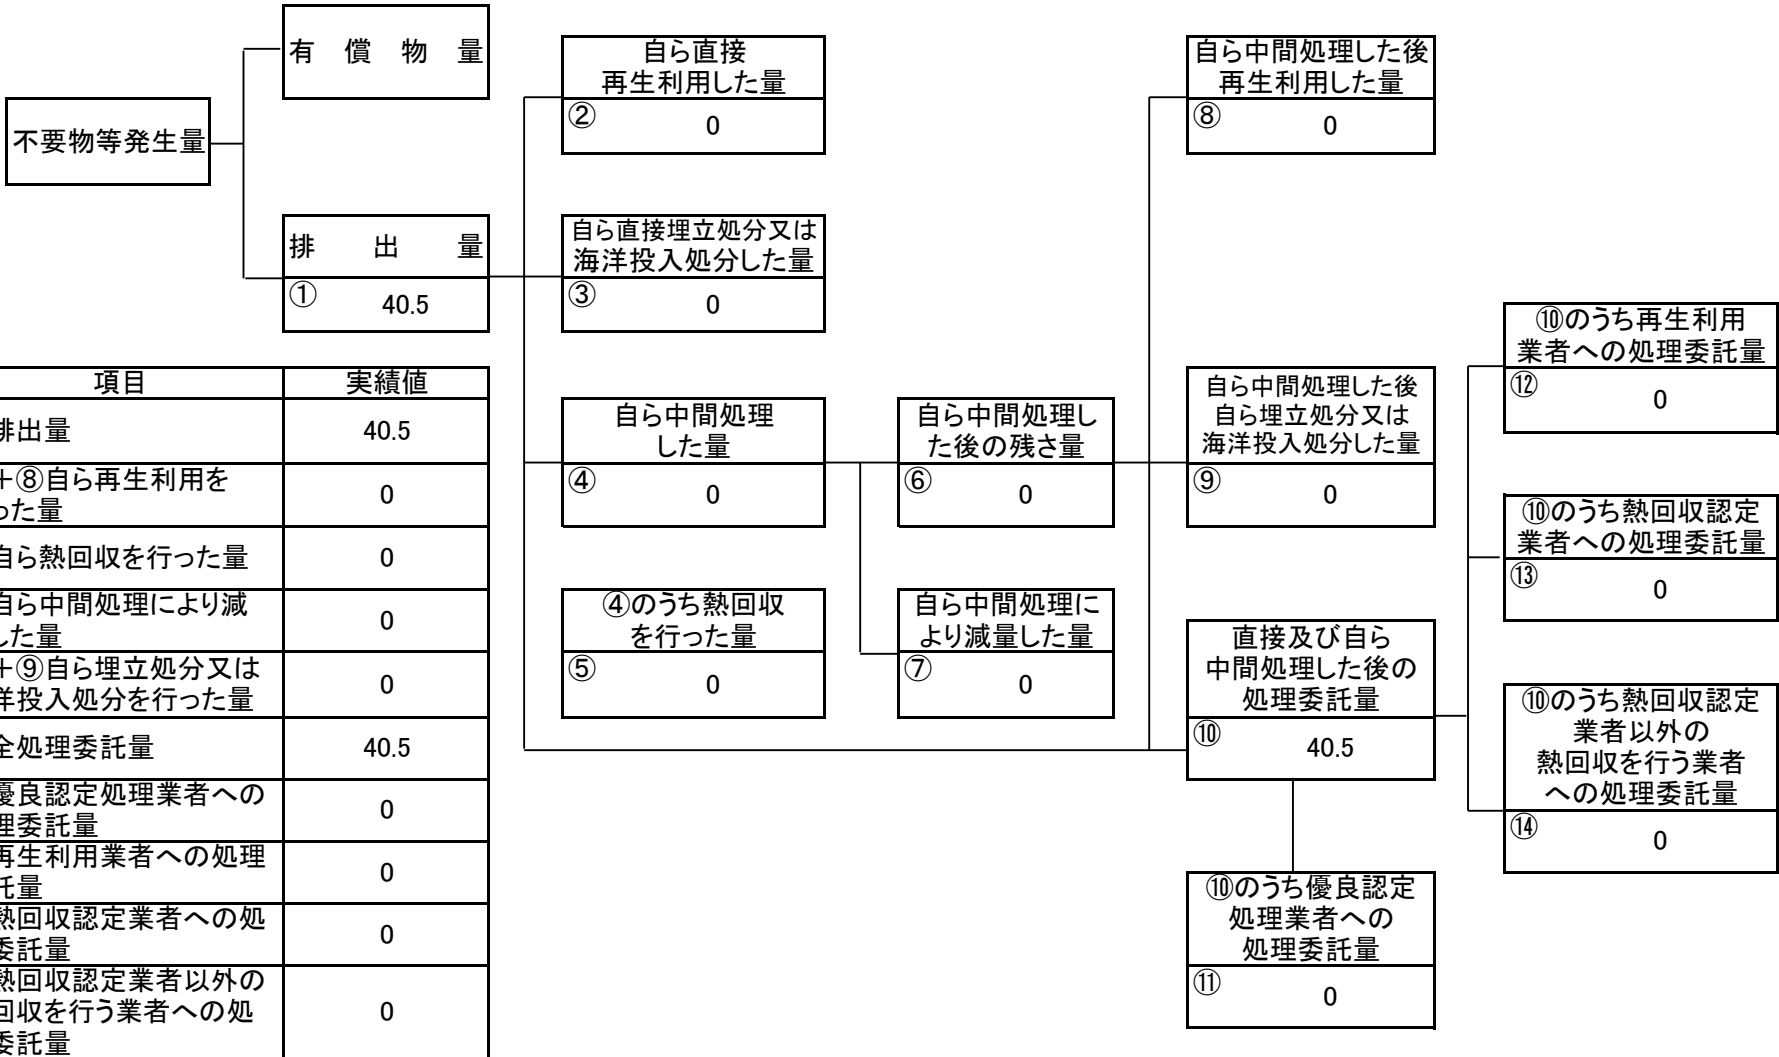 有償物量
不要物等発生量
排出量
① 40.5
自ら直接
再生利用した量
② 0
自ら直接埋立処分又は
海洋投入処分した量
③ 0
自ら中間処理
した量
④ 0
④のうち熱回収
を行った量
⑤ 0
自ら中間処理し
た後の残さ量
⑥ 0
自ら中間処理に
より減量した量
⑦ 0
自ら中間処理した後
再生利用した量
⑧ 0
自ら中間処理した後
自ら埋立処分又は
海洋投入処分した量
⑨ 0
直接及び自ら
中間処理した後の
処理委託量
⑩ 40.5
⑩のうち優良認定
処理業者への
処理委託量
⑪ 0
⑩のうち再生利用
業者への処理委託量
⑫ 0
⑩のうち熱回収認定
業者への処理委託量
⑬ 0
⑩のうち熱回収認定
業者以外の
熱回収を行う業者
への処理委託量
⑭ 0
項目 実績値
排出量 40.5
+⑧自ら再生利用を
った量 0
自ら熱回収を行った量 0
自ら中間処理により減
した量 0
+⑨自ら埋立処分又は
洋投入処分を行った量 0
全処理委託量 40.5
優良認定処理業者への
理委託量 0
再生利用業者への処理
託量 0
熱回収認定業者への処
委託量 0
熱回収認定業者以外の
回収を行う業者への処
委託量 0